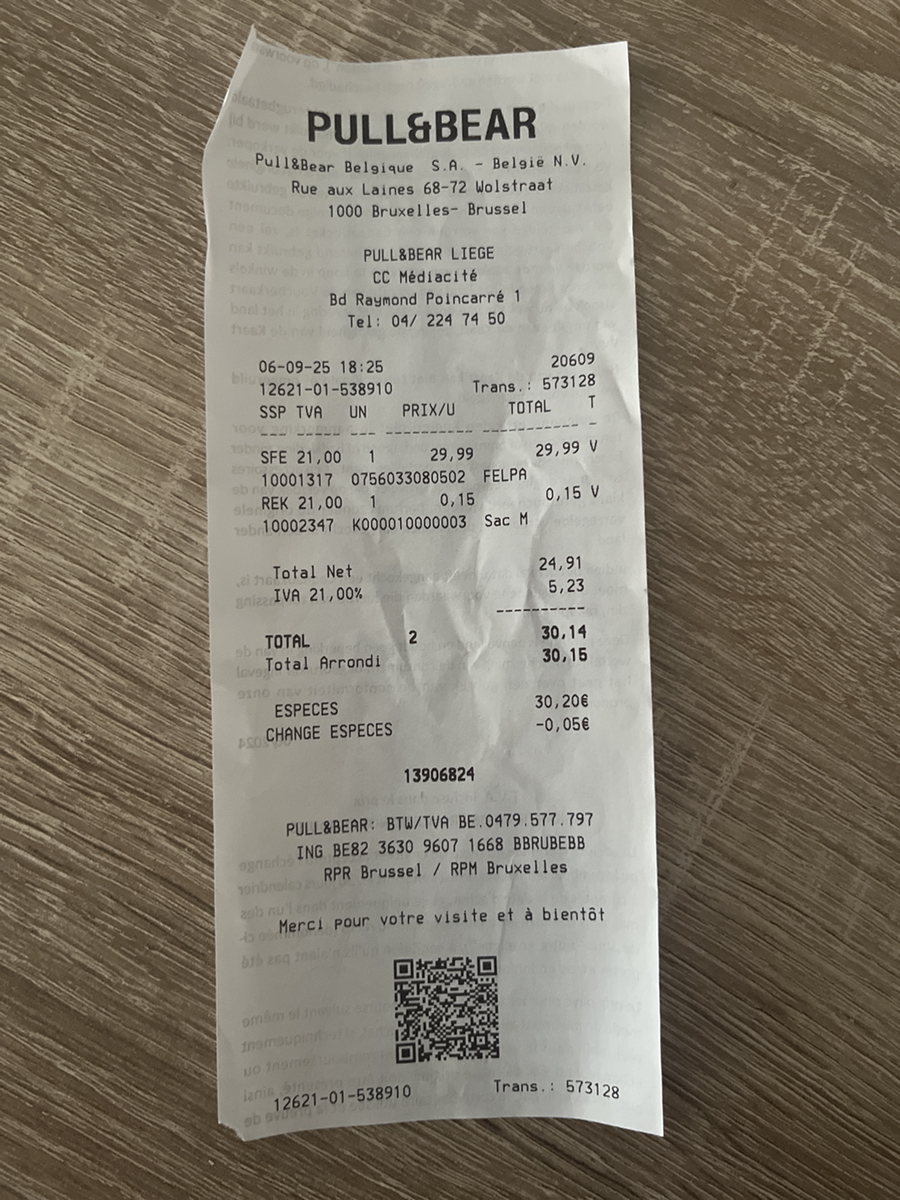 PULL&BEAR
Pull&Bear Belgique S.A. - België N.V.
Rue aux Laines 68-72 Wolstraat
1000 Bruxelles- Brussel
PULL&BEAR LIEGE
CC Médiacité
Bd Raymond Poincarré 1
Tel: 04/ 224 74 50
06-09-25 18:25 20609
12621-01-538910 Trans.: 573128
SSP TVA UN PRIX/U TOTAL T
--- ----- --- ---------- ----------- -
SFE 21,00 1 29,99 29,99 V
10001317 0756033080502 FELPA
REK 21,00 1 0,15 0,15 V
10002347 K000010000003 Sac M
Total Net 24,91
IVA 21,00% 5,23
----------
TOTAL 2 30,14
Total Arrondi 30,15
ESPECES 30,20€
CHANGE ESPECES -0,05€
13906824
PULL&BEAR: BTW/TVA BE.0479.577.797
ING BE82 3630 9607 1668 BBRUBEBB
RPR Brussel / RPM Bruxelles
Merci pour votre visite et à bientôt
12621-01-538910 Trans.: 573128